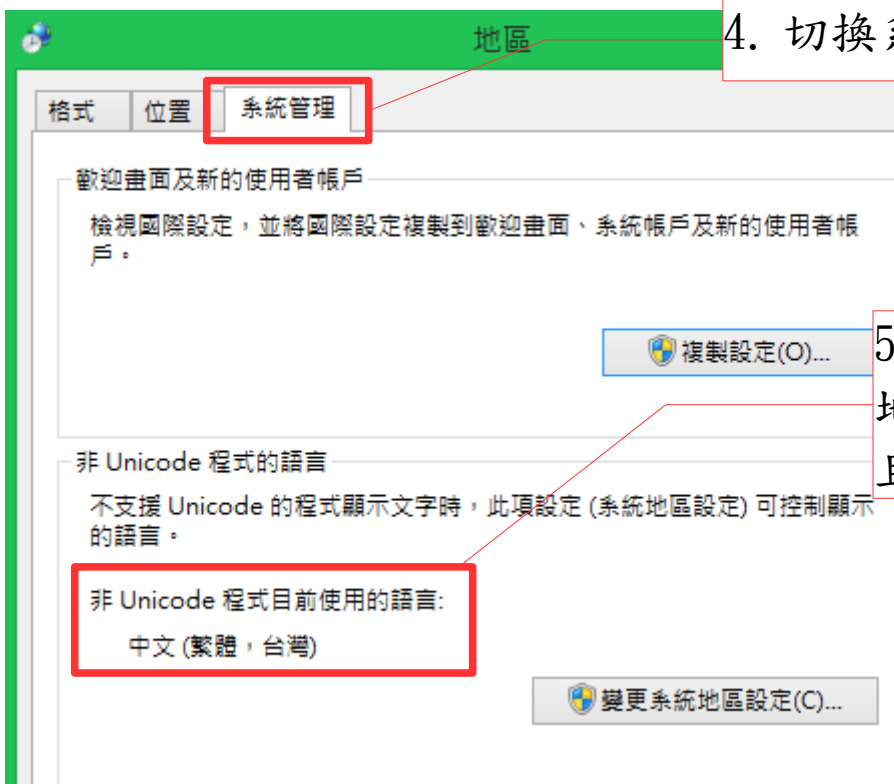 地區
4. 切換
格式
位置
系統管理
歡迎畫面及新的使用者帳戶
檢視國際設定，並將國際設定複製到歡迎畫面、系統帳戶及新的使用者帳
戶。
複製設定(O)...
5
非 Unicode 程式的語言
不支援 Unicode 的程式顯示文字時，此項設定 (系統地區設定) 可控制顯示
的語言。
非 Unicode 程式目前使用的語言:
中文 (繁體，台灣)
變更系統地區設定(C)...